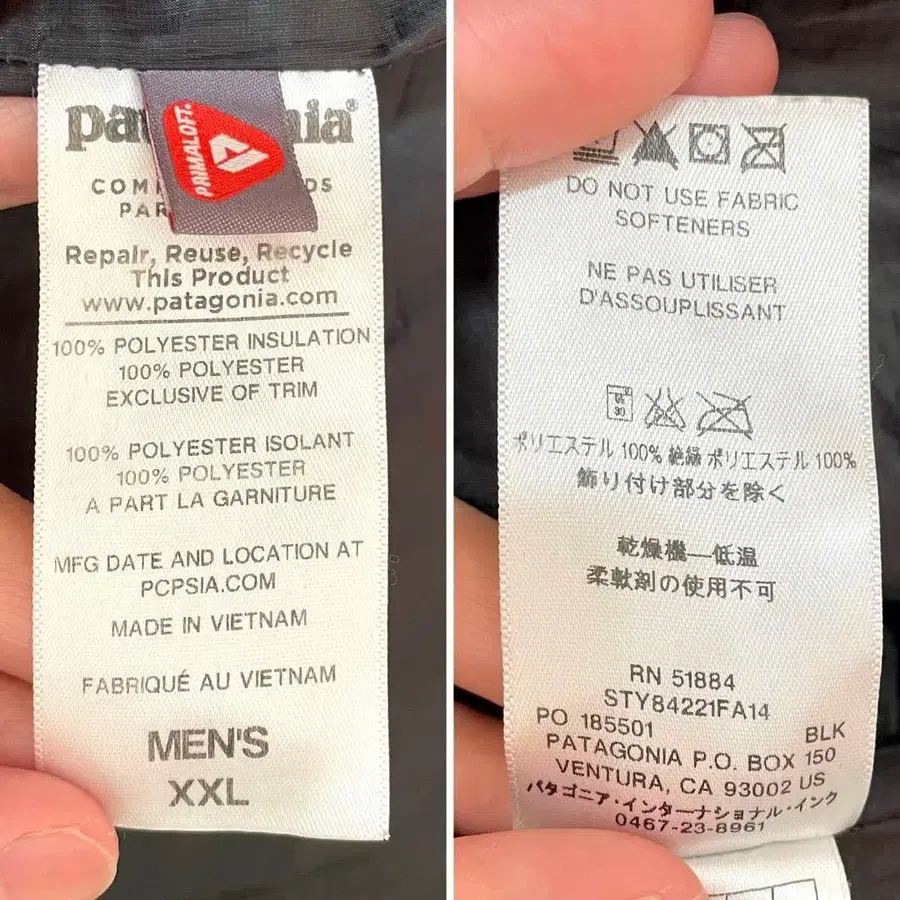 PRIMALOFT.
Repair, Reuse, Recycle
This Product
www.patagonia.com
100% POLYESTER INSULATION
100% POLYESTER
EXCLUSIVE OF TRIM
100% POLYESTER ISOLANT
100% POLYESTER
A PART LA GARNITURE
MFG DATE AND LOCATION AT
PCPSIA.COM
MADE IN VIETNAM
FABRIQUÉ AU VIETNAM
MEN'S
XXL
DO NOT USE FABRIC
SOFTENERS
NE PAS UTILISER
D'ASSOUPLISSANT
ポリエステル 100% 絶縁 ポリエステル 100%
飾り付け部分を除く
乾燥機—低温
柔軟剤の使用不可
RN 51884
STY84221FA14
PO 185501 BLK
PATAGONIA P.O. BOX 150
VENTURA, CA 93002 US
パタゴニア・インターナショナル・インク
0467-23-8961